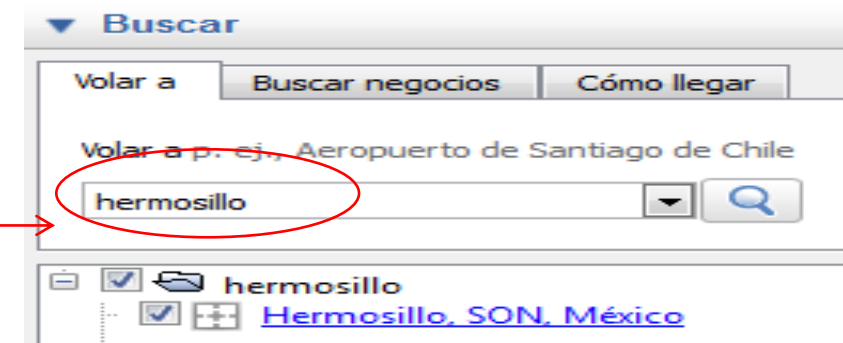 Buscar
Volar a Buscar negocios Cómo llegar
Volar a p. ej., Aeropuerto de Santiago de Chile
hermosillo
hermosillo
Hermosillo, SON, México